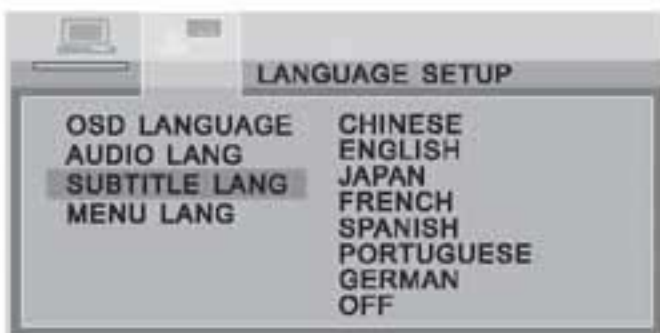 LANGUAGE SETUP
OSD LANGUAGE
AUDIO LANG
SUBTITLE LANG
MENU LANG
CHINESE
ENGLISH
JAPAN
FRENCH
SPANISH
PORTUGUESE
GERMAN
OFF